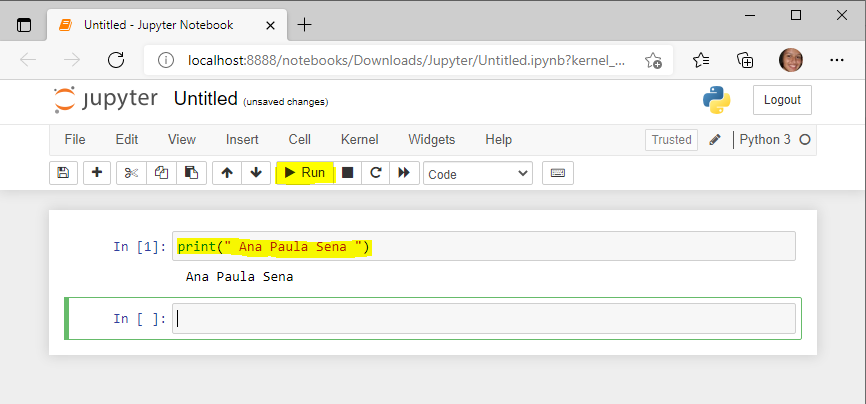 Untitled - Jupyter Notebook
localhost:8888/notebooks/Downloads/Jupyter/Untitled.ipynb?kernel_...
jupyter Untitled (unsaved changes) Logout
File Edit View Insert Cell Kernel Widgets Help Trusted Python 3
Run Code
In [1]: print(" Ana Paula Sena ")
Ana Paula Sena
In [ ]: